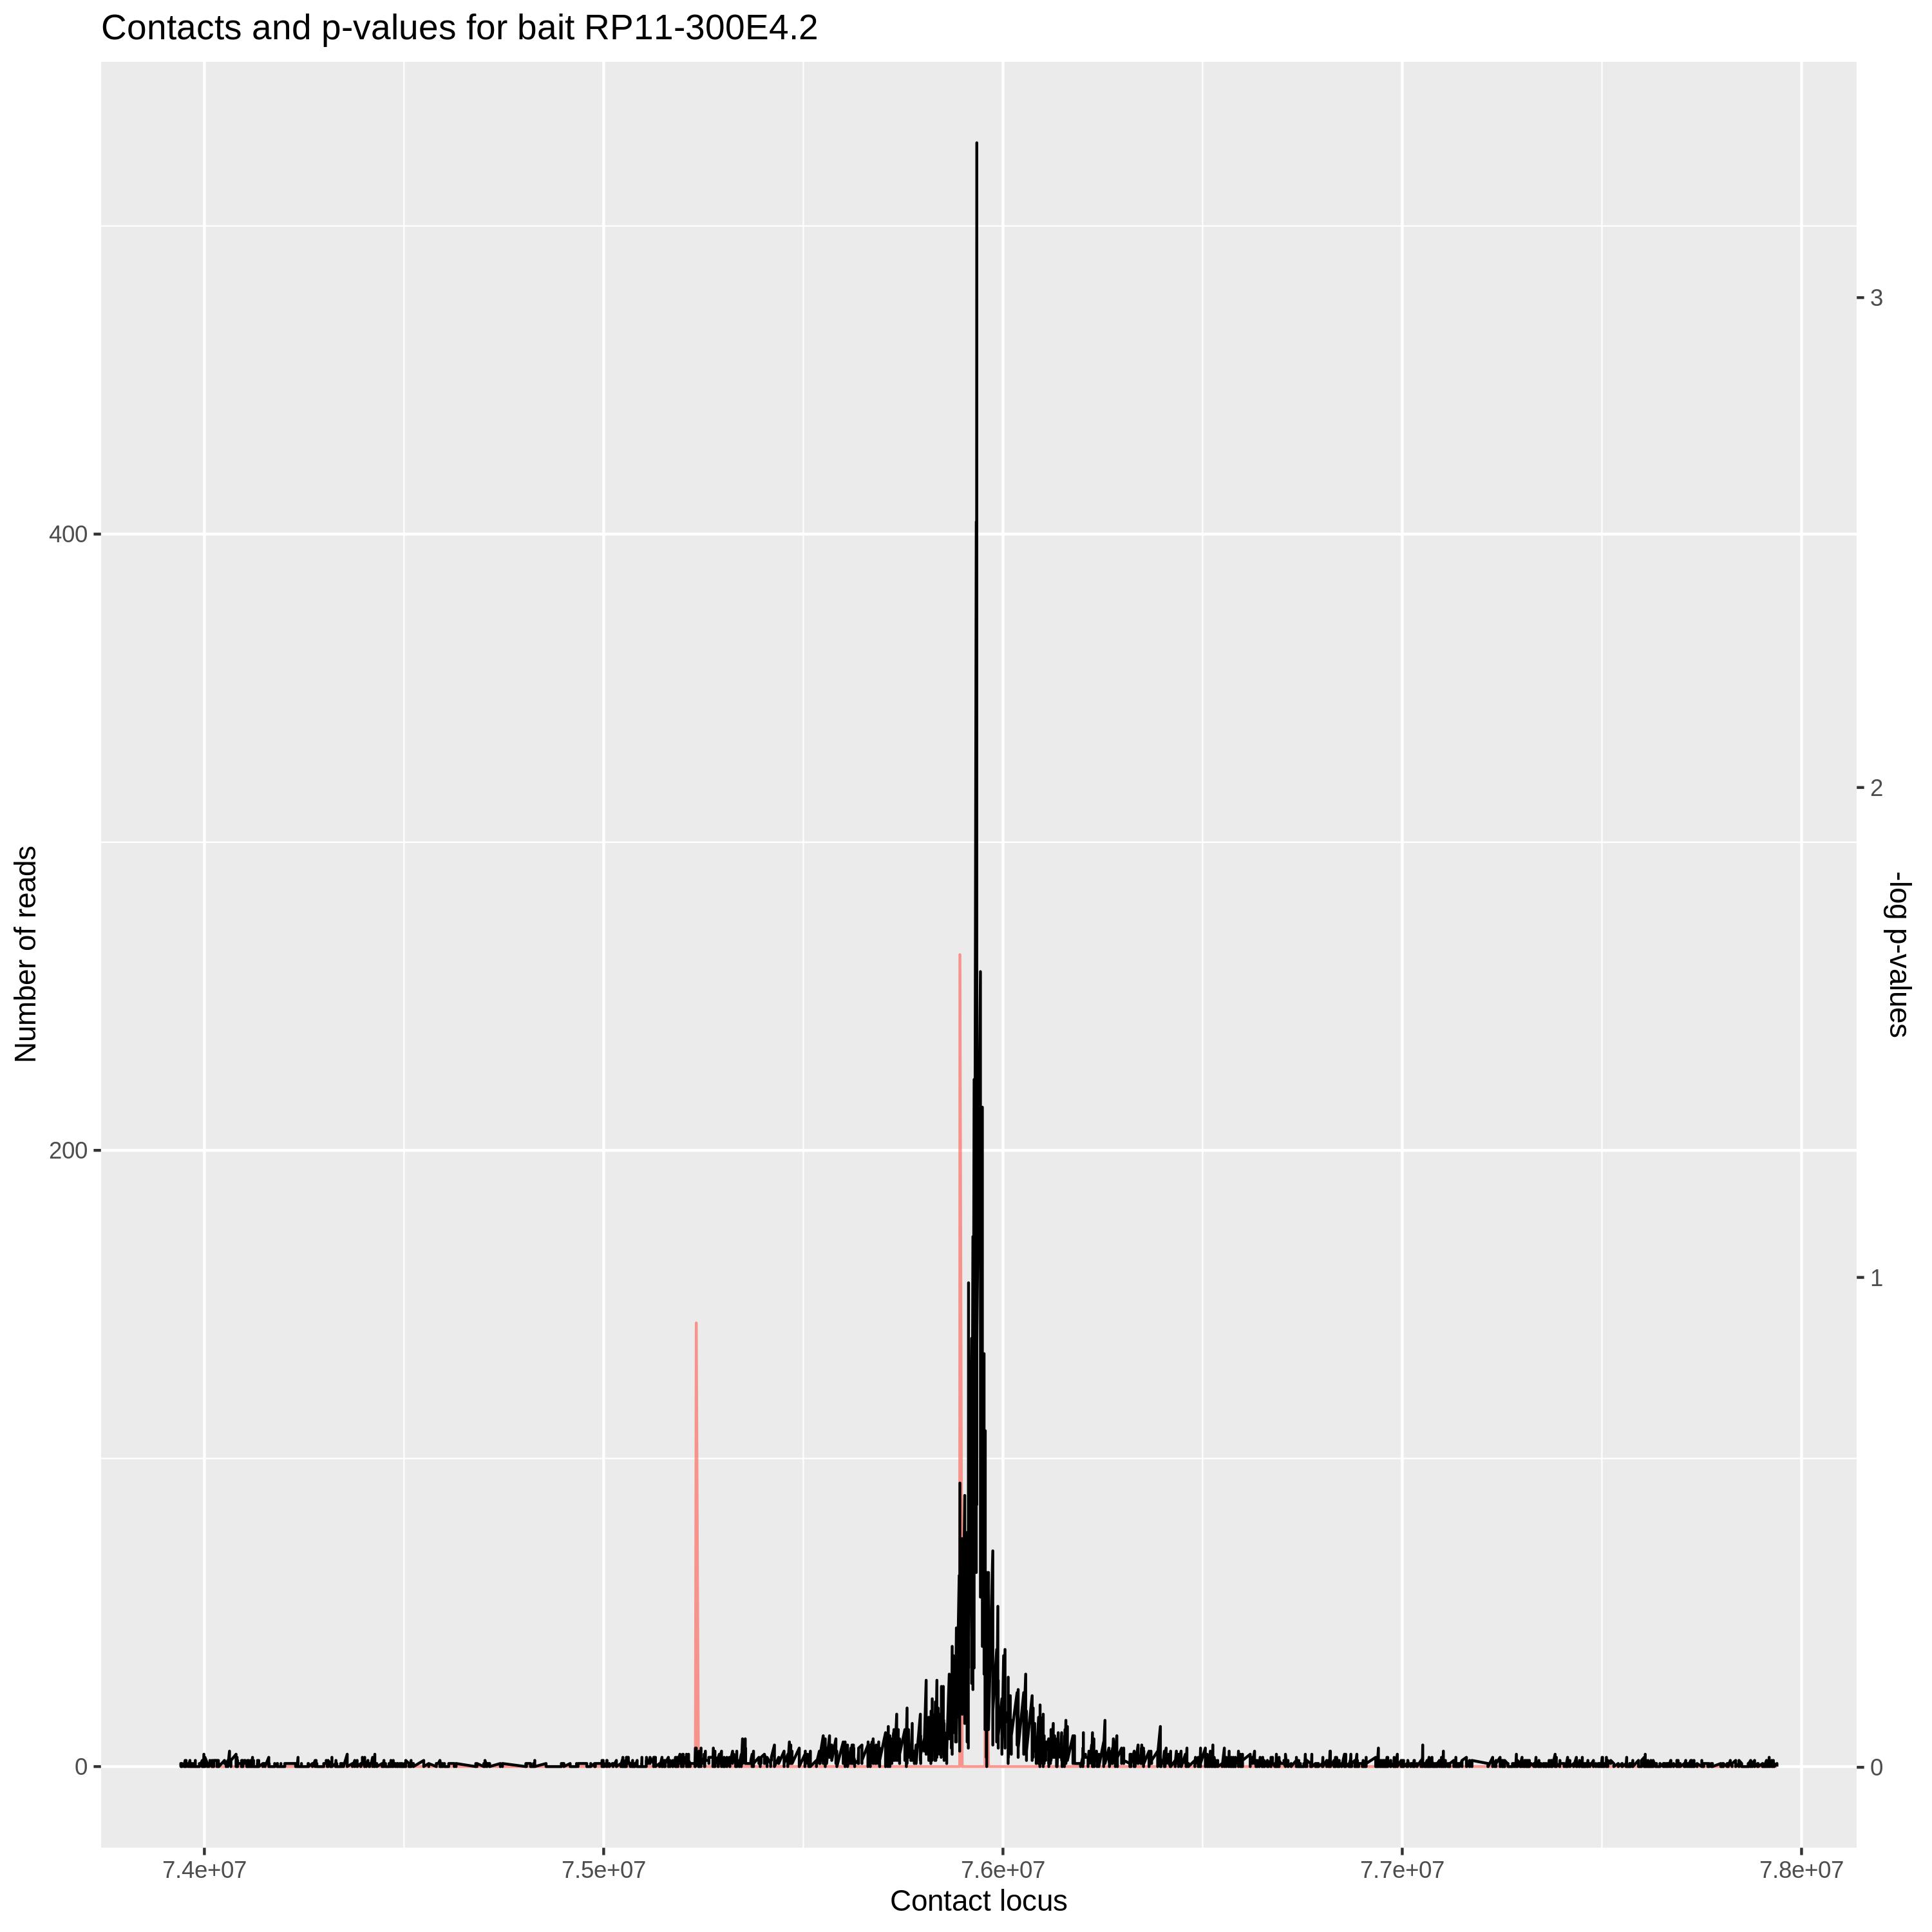 Contacts and p-values for bait RP11-300E4.2
Number of reads
400
200
0
3
2
1
0
-log p-values
7.4e+07
7.5e+07
7.6e+07
7.7e+07
7.8e+07
Contact locus